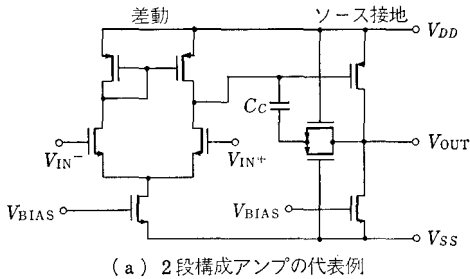 差動
ソース接地
V_DD
C_C
V_IN⁻
V_IN⁺
V_OUT
V_BIAS
V_BIAS
V_SS
(a) 2段構成アンプの代表例